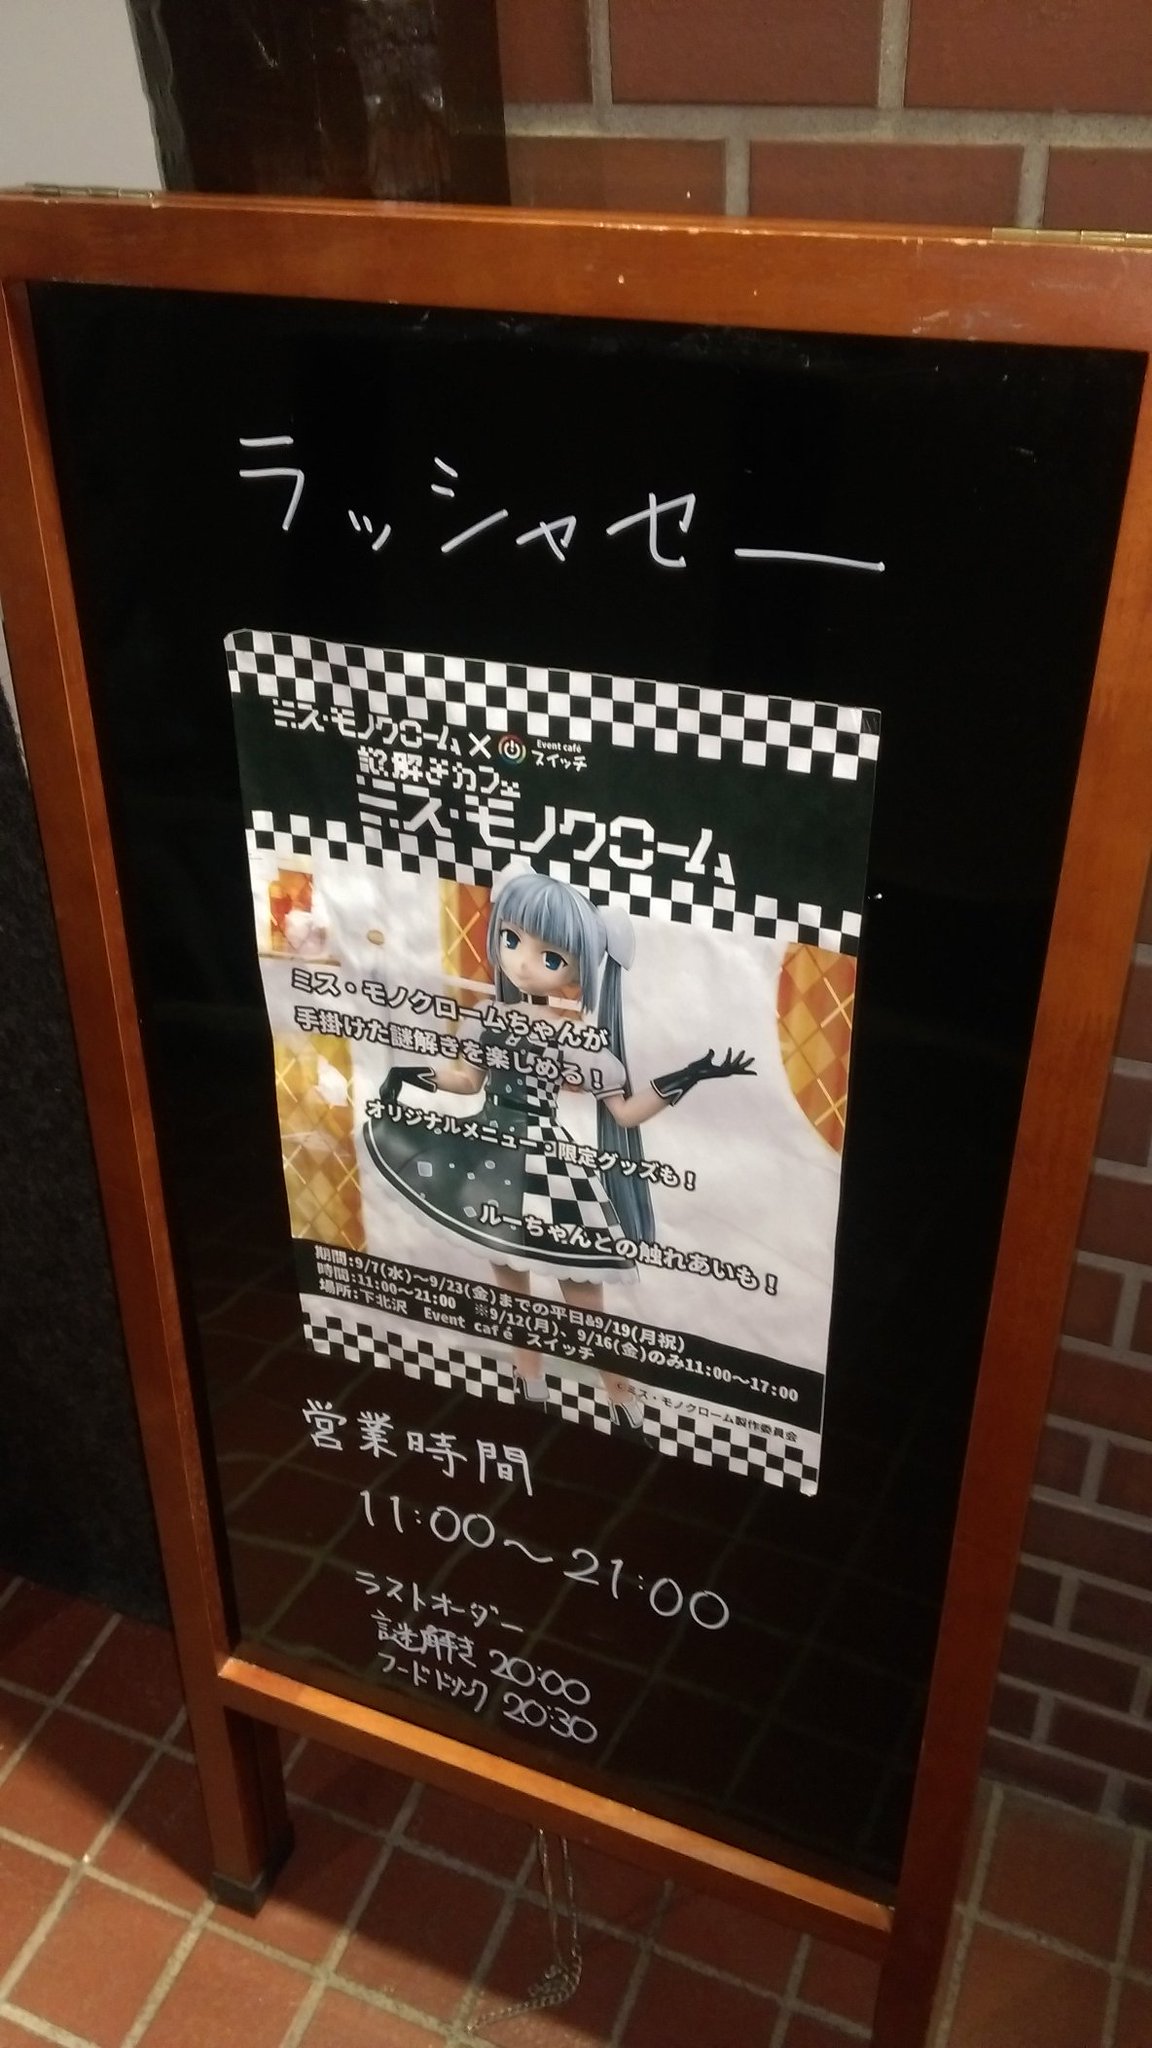 ラッシャセー
ミス・モノクローム×
Event café
スイッチ
謎解きカフェ
ミス・モノクローム
ミス・モノクロームちゃんが
手掛けた謎解きを楽しめる！
オリジナルメニュー・限定グッズも！
ルーちゃんとの触れあいも！
期間:9/7(水)～9/23(金)までの平日&9/19(月祝)
時間:11:00～21:00 ※9/12(月)、9/16(金)のみ11:00～17:00
場所:下北沢 Event café スイッチ
©ミス・モノクローム製作委員会
営業時間
11:00～21:00
ラストオーダー
謎解き 20:00
フードドリンク 20:30